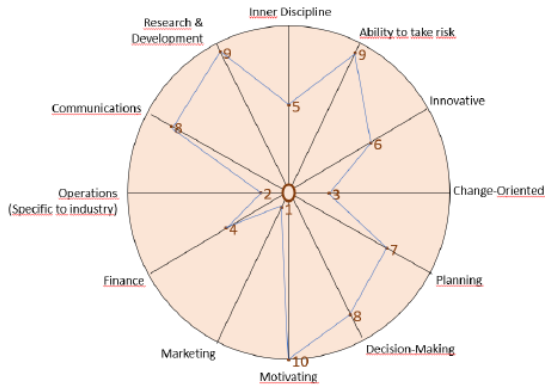 Inner Discipline
Research &
Development
Ability to take risk
9
9
Innovative
Communications
5
8
6
Operations
(Specific to industry)
2
3
Change-Oriented
1
4
7
Finance
Planning
8
Marketing
Decision-Making
10
Motivating